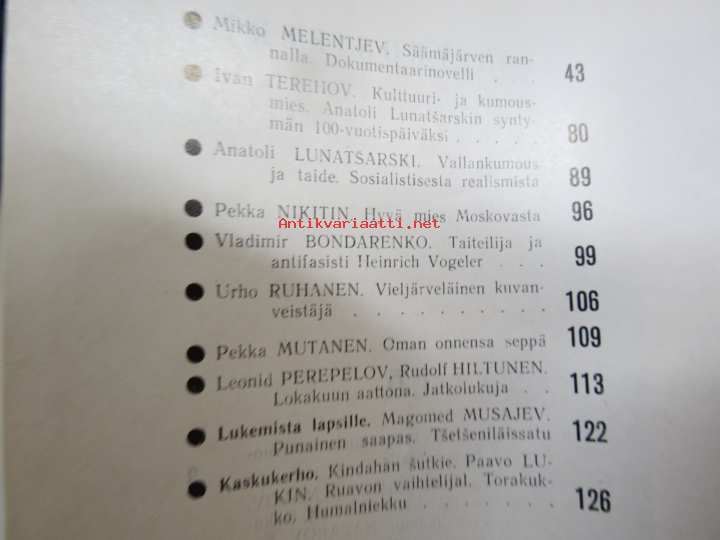 Mikko MELENTJEV. Säämäjärven ran-
nalla. Dokumentaarinovelli . . . 43
Ivan TEREHOV. Kulttuuri- ja kumous-
mies. Anatoli Lunatšarskin synty-
män 100-vuotispäiväksi . . . . . 80
Anatoli LUNATŠARSKI. Vallankumous
ja taide. Sosialistisesta realismista 89
Pekka NIKITIN. Hyvä mies Moskovasta 96
Antikvariaatti.net
Vladimir BONDARENKO. Taiteilija ja
antifasisti Heinrich Vogeler . . . 99
Urho RUHANEN. Vieljärveläinen kuvan-
veistäjä . . . . . . . . . . 106
Pekka MUTANEN. Oman onnensa seppä 109
Leonid PEREPELOV, Rudolf HILTUNEN.
Lokakuun aattona. Jatkolukuja . . 113
Lukemista lapsille. Magomed MUSAJEV.
Punainen saapas. Tšetšeniläissatu 122
Kaskukerho. Kindahan šutkie. Paavo LU-
KIN. Ruavon vaihtelijal. Torakuk-
ko. Humalniekku . . . . . . . 126